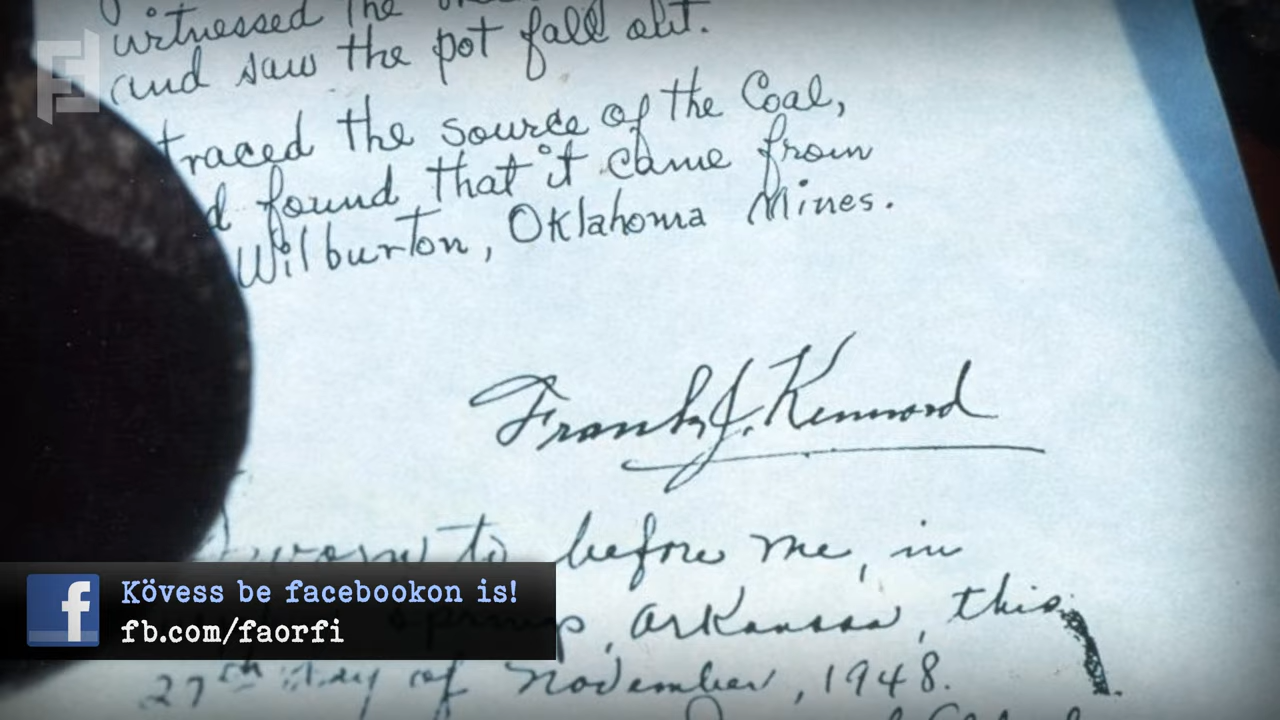 witnessed the
and saw the pot fall out.
traced the source of the Coal,
d found that it came from
Wilburton, Oklahoma Mines.
Frank J. Kennard
Sworn to before me, in
Arkansas, this
27th day of November, 1948.
Kövess be facebookon is!
fb.com/faorfi